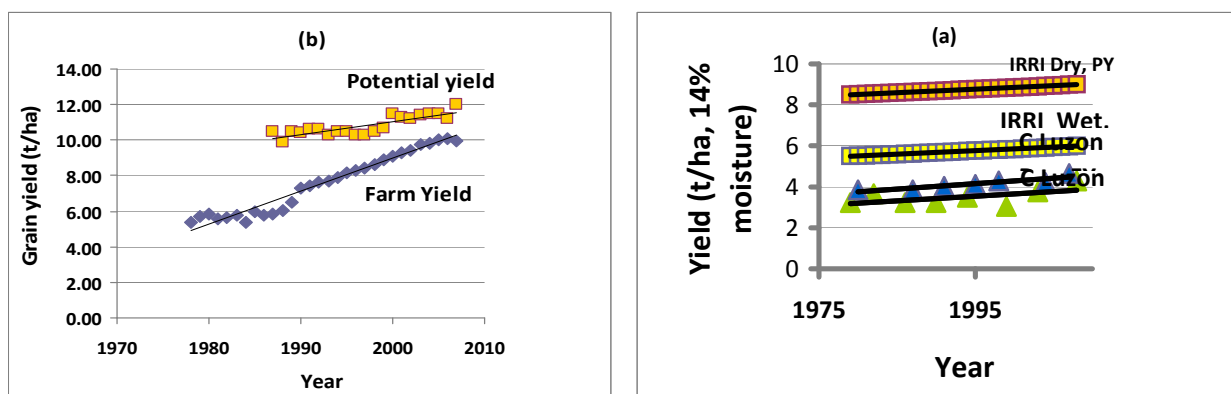 (b)
Grain yield (t/ha)
14.00
12.00
10.00
8.00
6.00
4.00
2.00
0.00
Potential yield
Farm Yield
1970
1980
1990
2000
2010
Year
(a)
Yield (t/ha, 14%
moisture)
10
8
6
4
2
0
IRRI Dry, PY
IRRI Wet,
C Luzon
C Luzon
1975
1995
Year